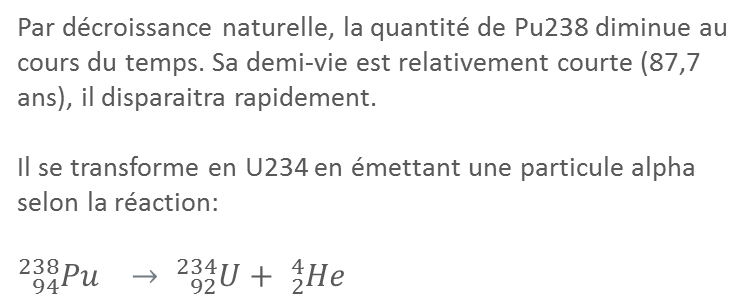 Par décroissance naturelle, la quantité de Pu238 diminue au
cours du temps. Sa demi-vie est relativement courte (87,7
ans), il disparaitra rapidement.
Il se transforme en U234 en émettant une particule alpha
selon la réaction:
$^{238}_{94}Pu \rightarrow {}^{234}_{92}U + {}^{4}_{2}He$